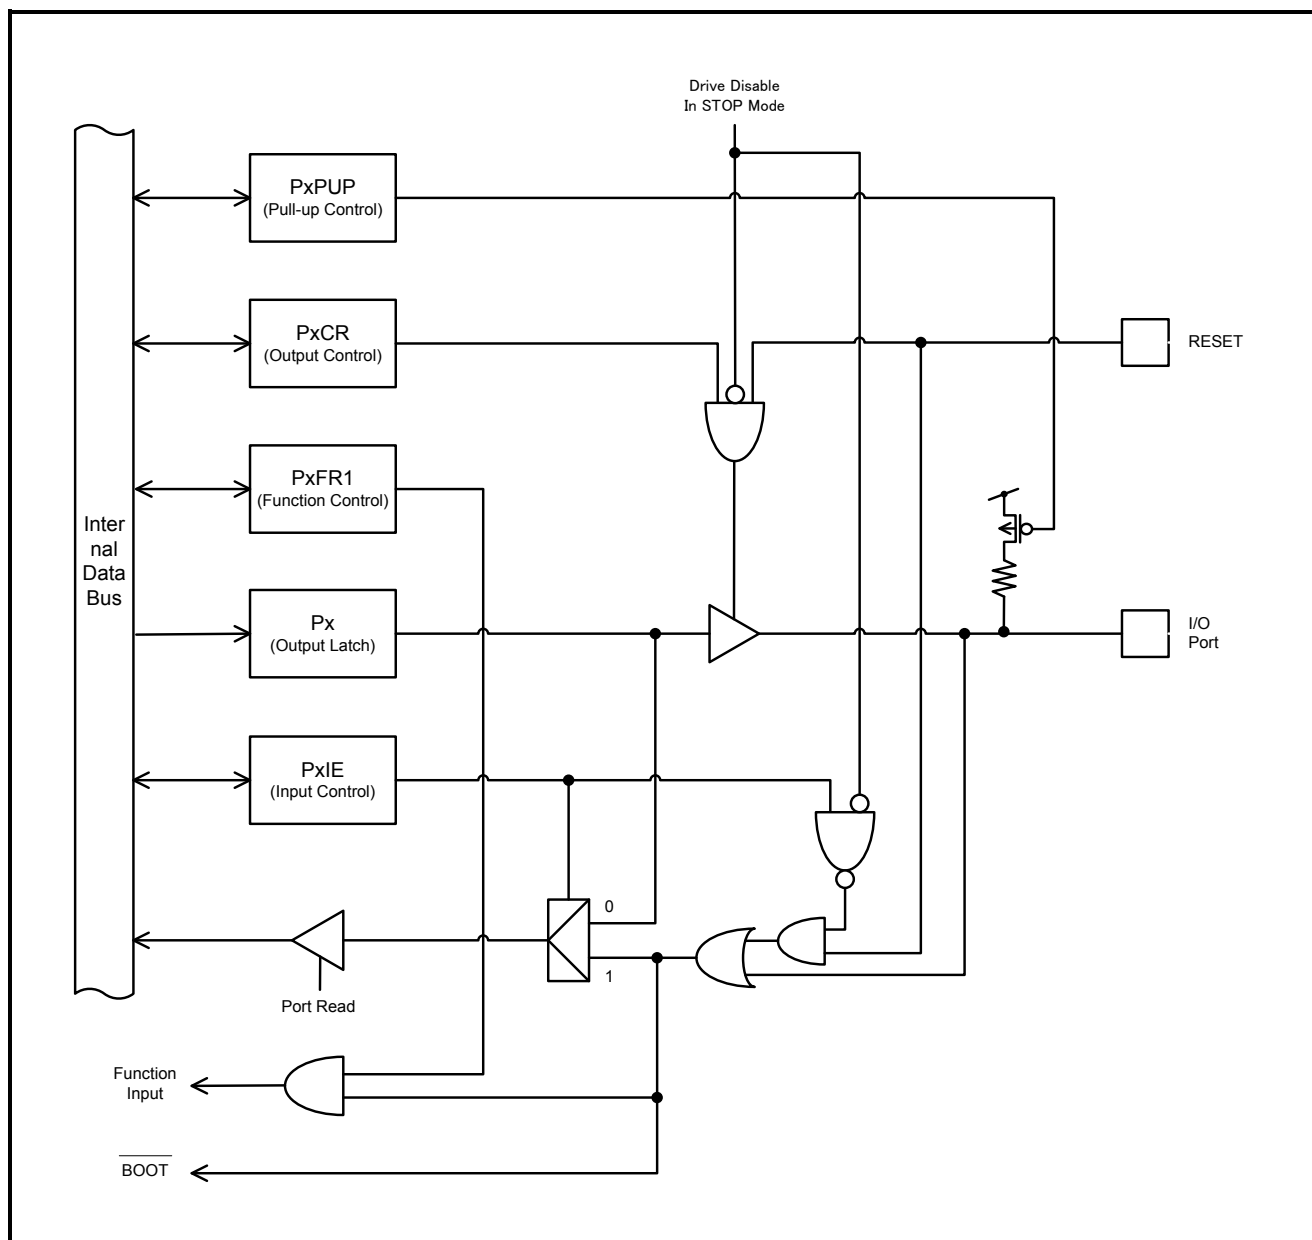 Drive Disable
In STOP Mode
PxPUP
(Pull-up Control)
PxCR
(Output Control)
RESET
PxFR1
(Function Control)
Inter
nal
Data
Bus
Px
(Output Latch)
I/O
Port
PxIE
(Input Control)
0
1
Port Read
Function
Input
BOOT